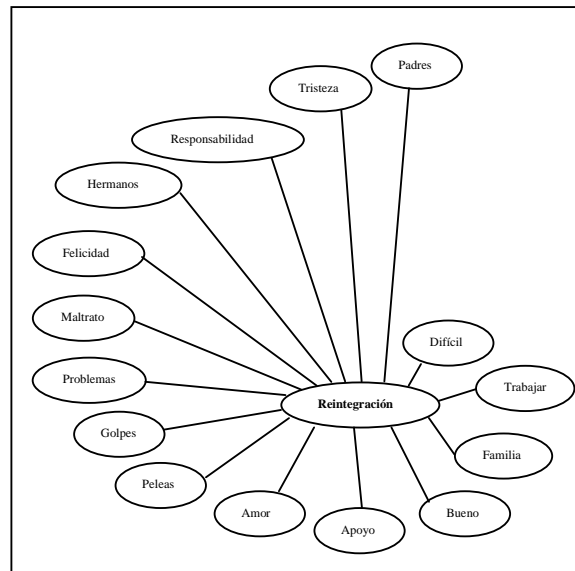 Padres
Tristeza
Responsabilidad
Hermanos
Felicidad
Maltrato
Difícil
Problemas
Trabajar
Reintegración
Golpes
Familia
Peleas
Amor
Bueno
Apoyo